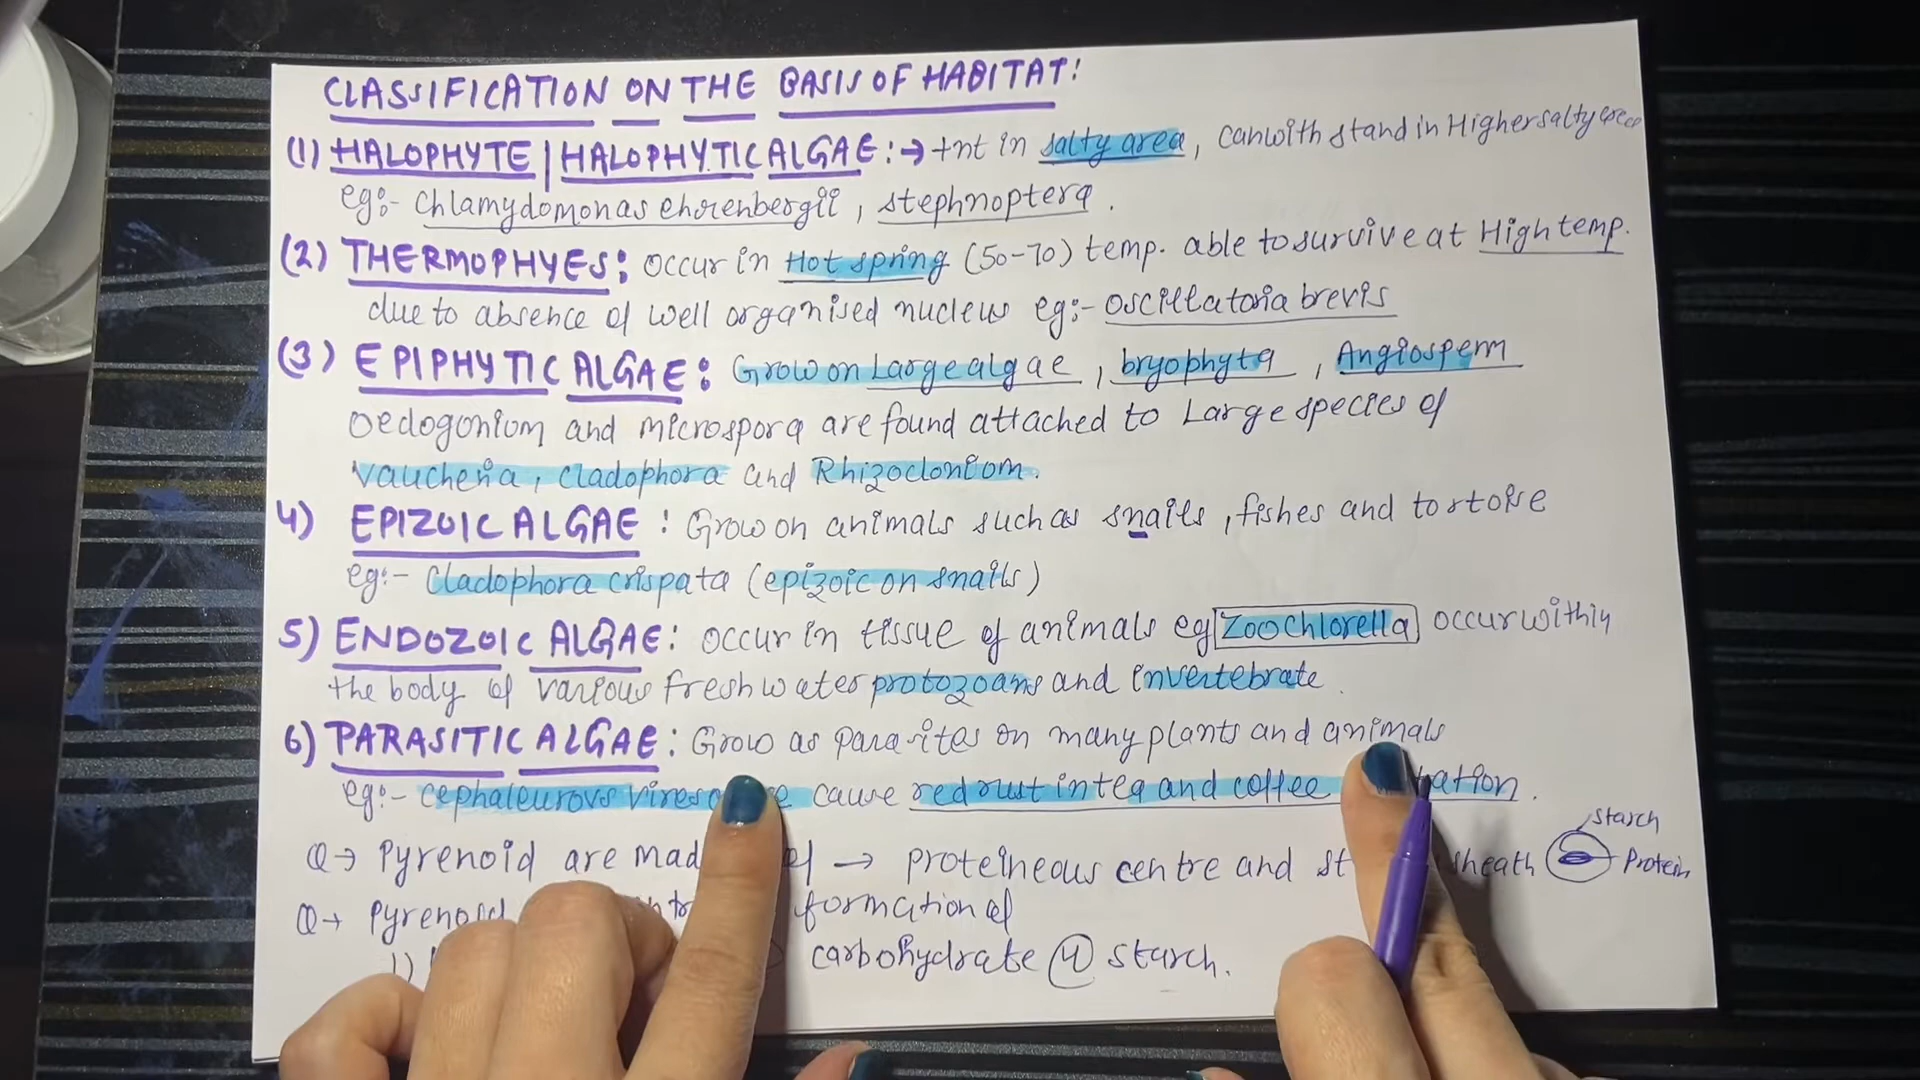 CLASSIFICATION ON THE BASIS OF HABITAT:
(1) HALOPHYTE | HALOPHYTIC ALGAE :→ +nt in salty area, can with stand in Higher salty area
eg:- Chlamydomonas ehrenbergii, stephnoptera.
(2) THERMOPHYES: occur in Hot spring (50-70) temp. able to survive at High temp.
due to absence of well organised nucleus eg:- oscillatoria brevis
(3) EPIPHYTIC ALGAE: Grow on Large algae, bryophyta, Angiosperm
Oedogonium and microspora are found attached to Large species of
Vaucheria, Cladophora and Rhizoclonium.
4) EPIZOIC ALGAE : Grow on animals such as snails, fishes and tortoise
eg:- Cladophora crispata (epizoic on snails)
5) ENDOZOIC ALGAE: occur in tissue of animals eg Zoochlorella occur within
the body of various fresh water protozoans and invertebrate.
6) PARASITIC ALGAE: Grow as parasites on many plants and animals
eg:- cephaleurovs cause red rust in tea and coffee
Q→ Pyrenoid are → proteineous centre and sheath
starch
Protein
Q→ formation of
1) carbohydrate 4) starch.